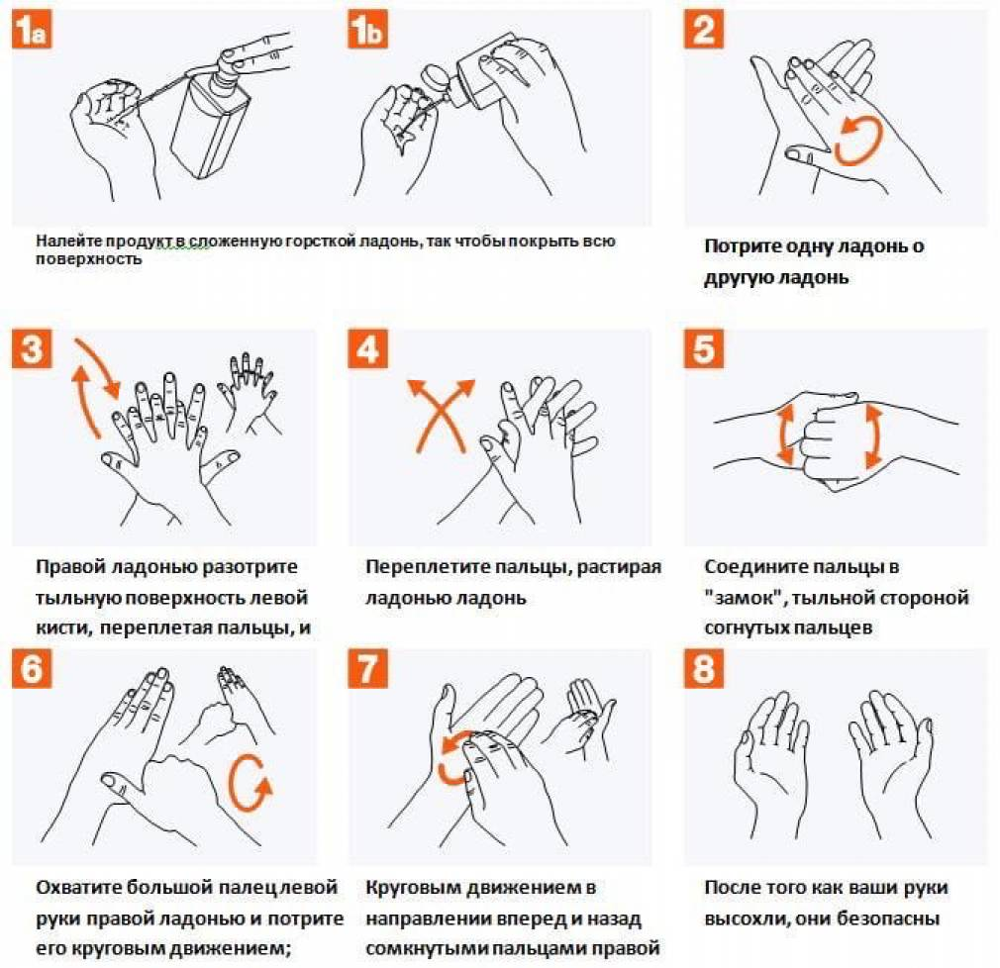 1a
1b
2
Налейте продукт в сложенную горсткой ладонь, так чтобы покрыть всю
поверхность
Потрите одну ладонь о
другую ладонь
3
4
5
Правой ладонью разотрите
тыльную поверхность левой
кисти, переплетая пальцы, и
Переплетите пальцы, растирая
ладонью ладонь
Соедините пальцы в
"замок", тыльной стороной
согнутых пальцев
6
7
8
Охватите большой палец левой
руки правой ладонью и потрите
его круговым движением;
Круговым движением в
направлении вперед и назад
сомкнутыми пальцами правой
После того как ваши руки
высохли, они безопасны